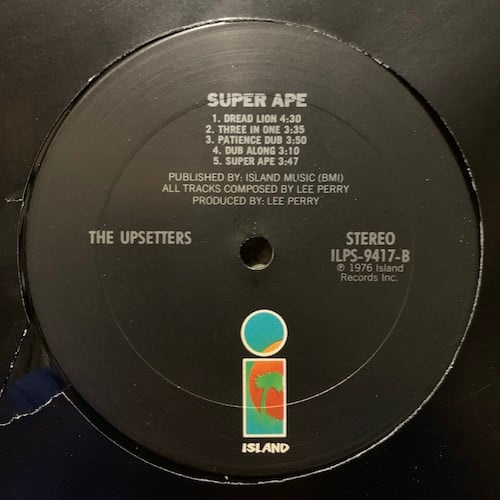 SUPER APE
1. DREAD LION 4:30
2. THREE IN ONE 3:35
3. PATIENCE DUB 3:50
4. DUB ALONG 3:10
5. SUPER APE 3:47
PUBLISHED BY: ISLAND MUSIC (BMI)
ALL TRACKS COMPOSED BY LEE PERRY
PRODUCED BY: LEE PERRY
THE UPSETTERS
STEREO
ILPS-9417-B
℗ 1976 Island
Records Inc.
i
ISLAND